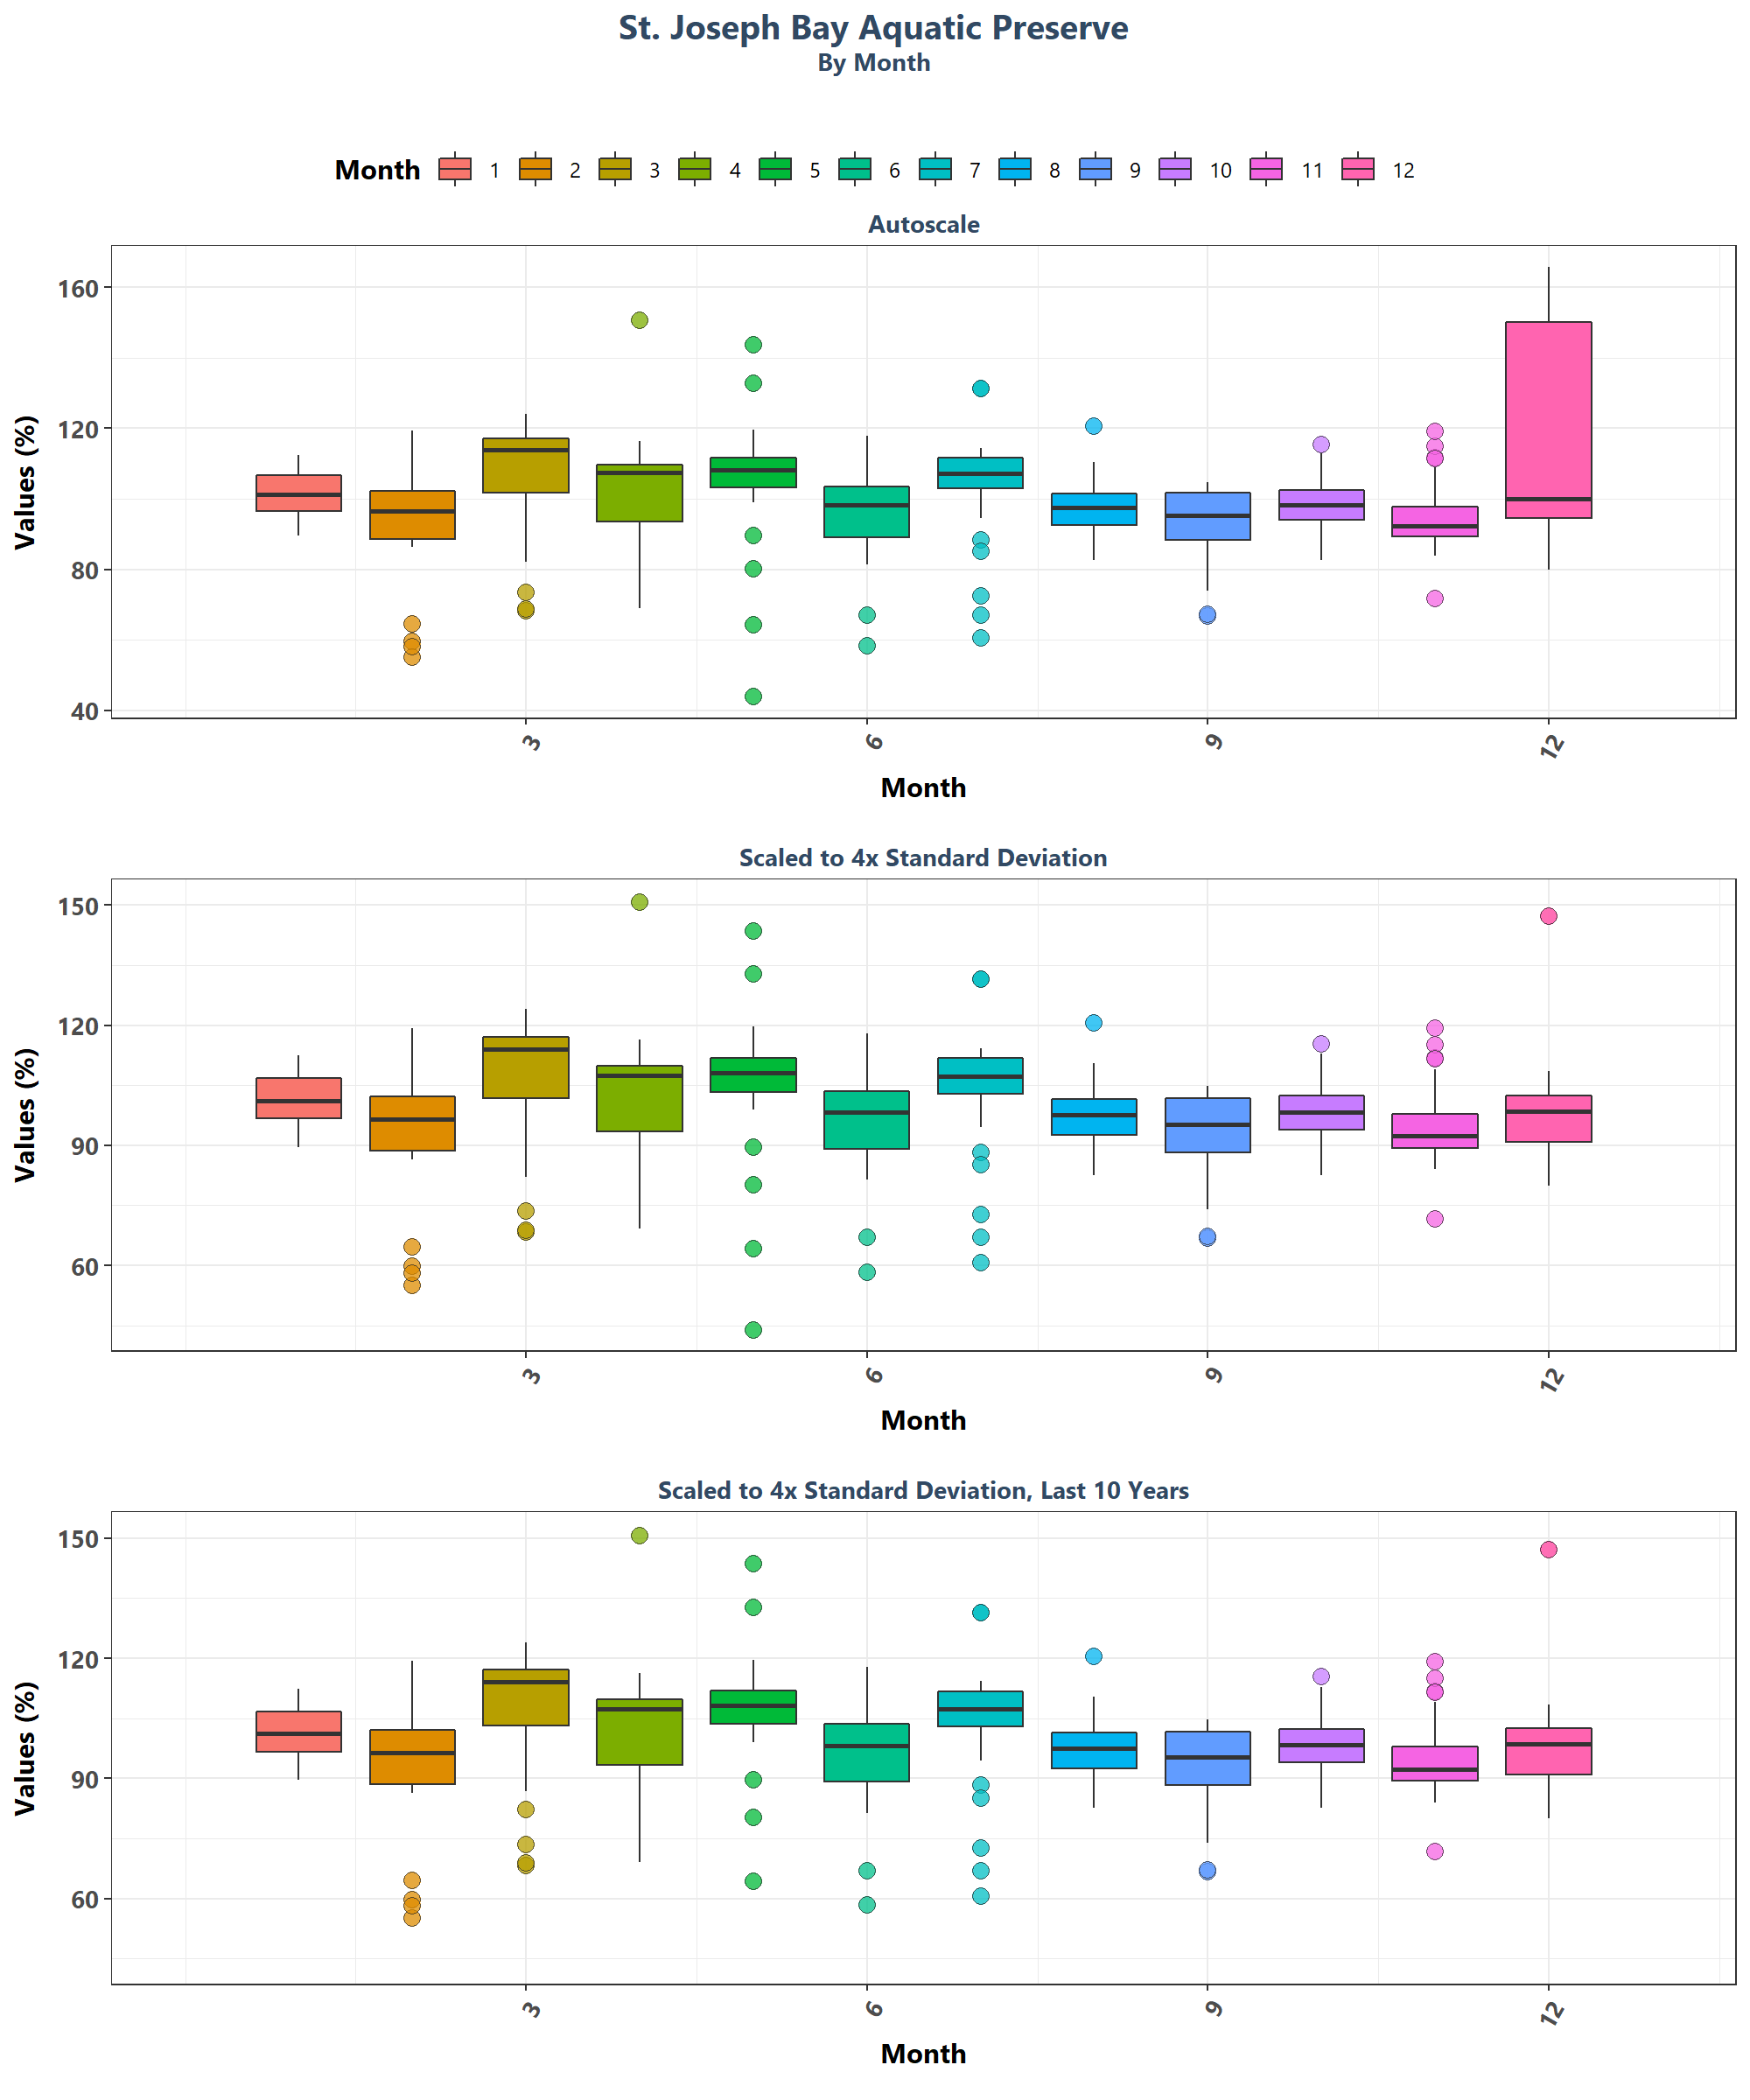 St. Joseph Bay Aquatic Preserve
By Month
Month 1 2 3 4 5 6 7 8 9 10 11 12
Autoscale
Values (%)
160
120
80
40
3 6 9 12
Month
Scaled to 4x Standard Deviation
Values (%)
150
120
90
60
3 6 9 12
Month
Scaled to 4x Standard Deviation, Last 10 Years
Values (%)
150
120
90
60
3 6 9 12
Month